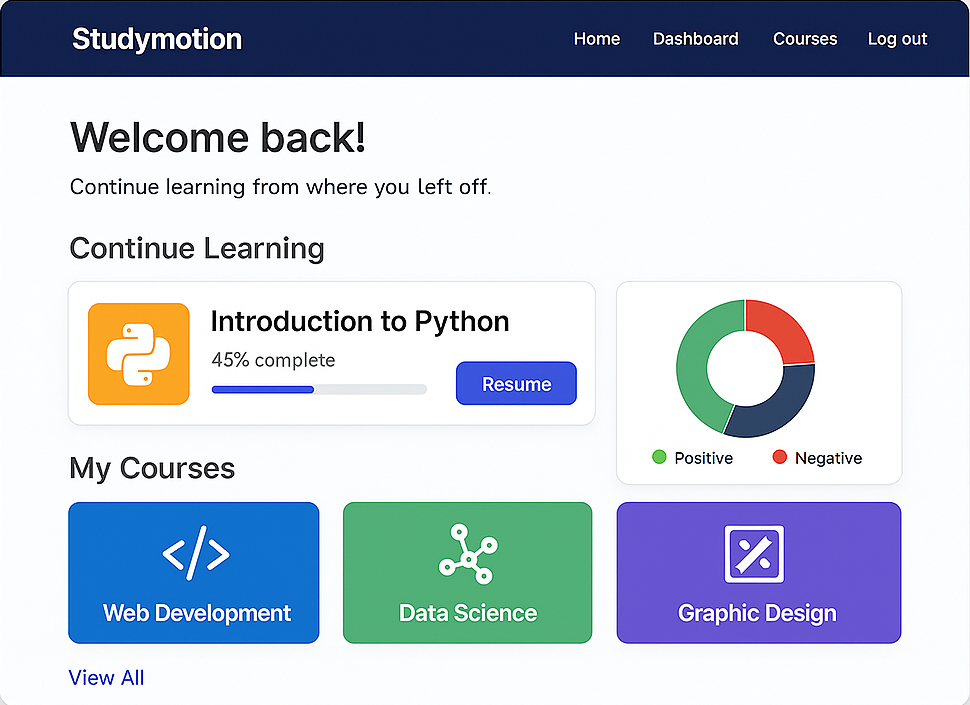 Studymotion
Home Dashboard Courses Log out
Welcome back!
Continue learning from where you left off.
Continue Learning
Introduction to Python
45% complete
Resume
Positive Negative
My Courses
Web Development
Data Science
Graphic Design
View All